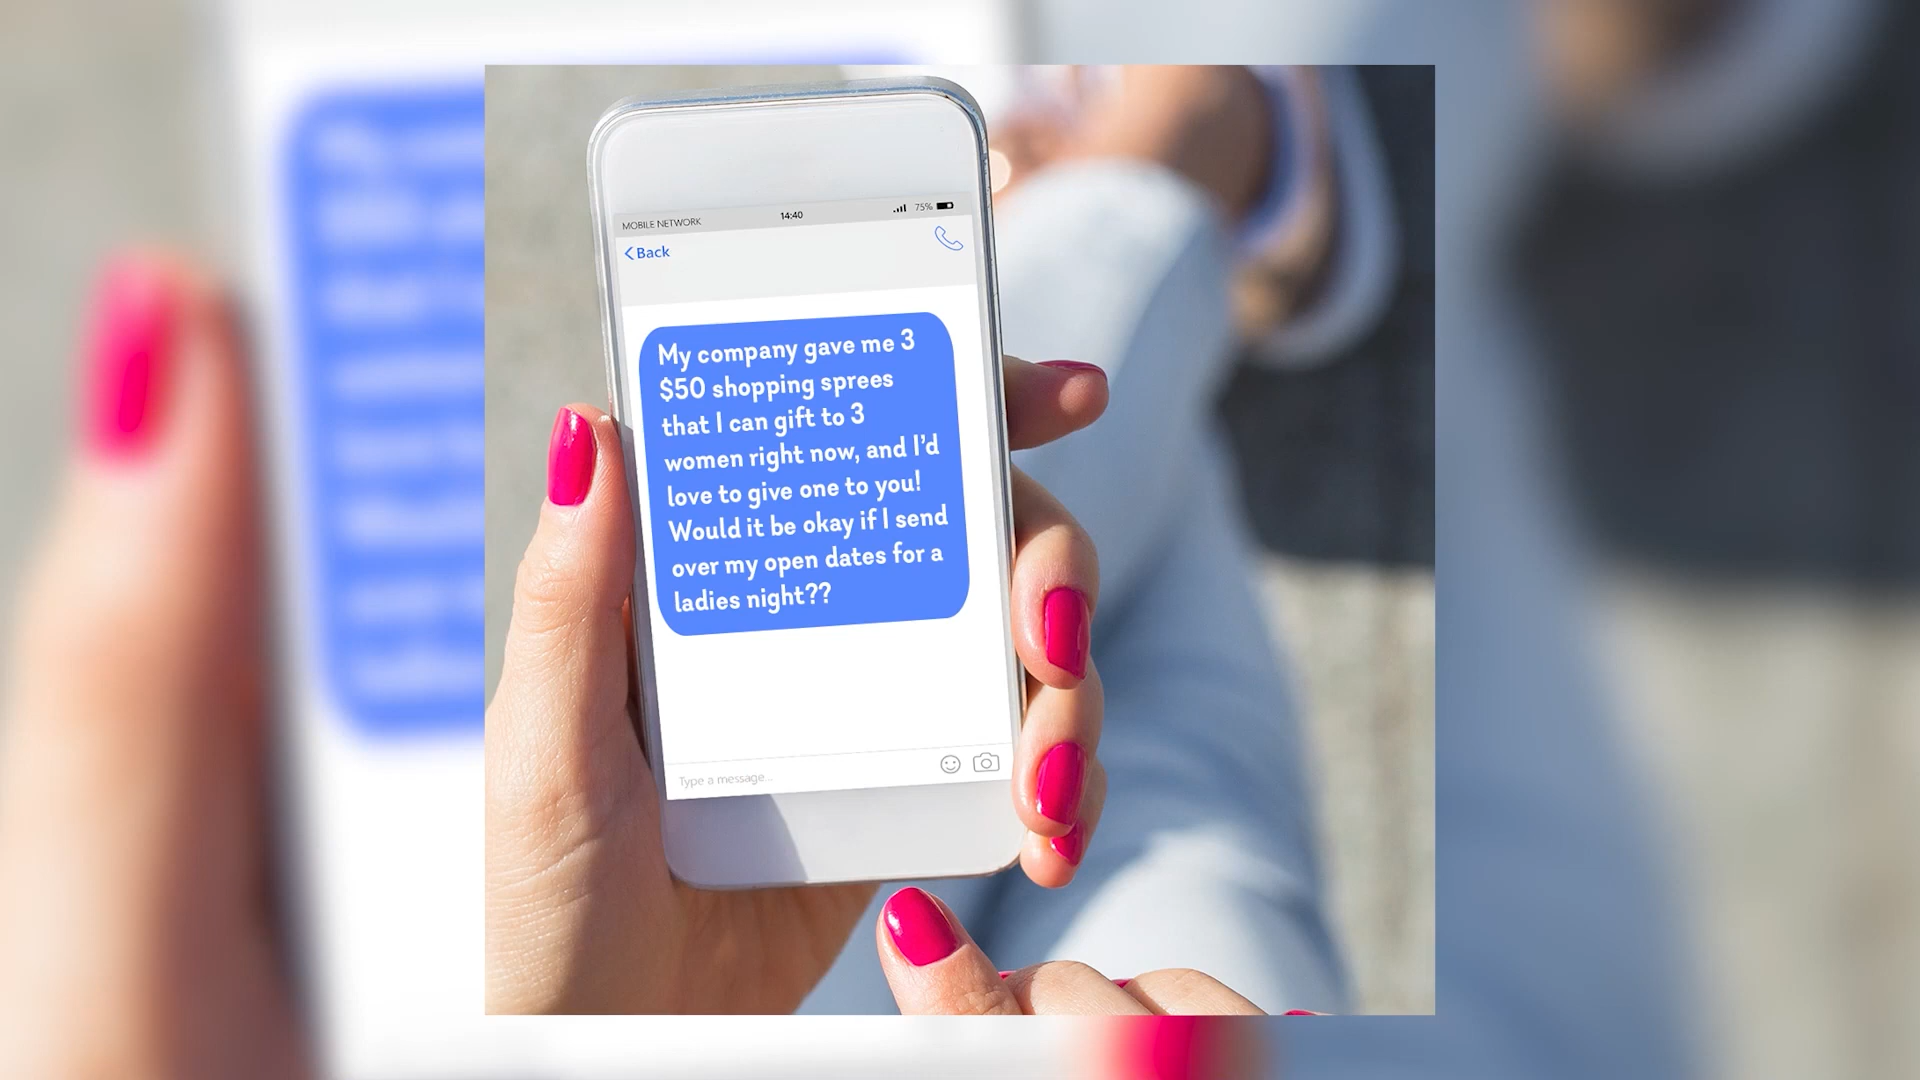 MOBILE NETWORK 14:40 75%
Back
My company gave me 3
$50 shopping sprees
that I can gift to 3
women right now, and I'd
love to give one to you!
Would it be okay if I send
over my open dates for a
ladies night??
Type a message...